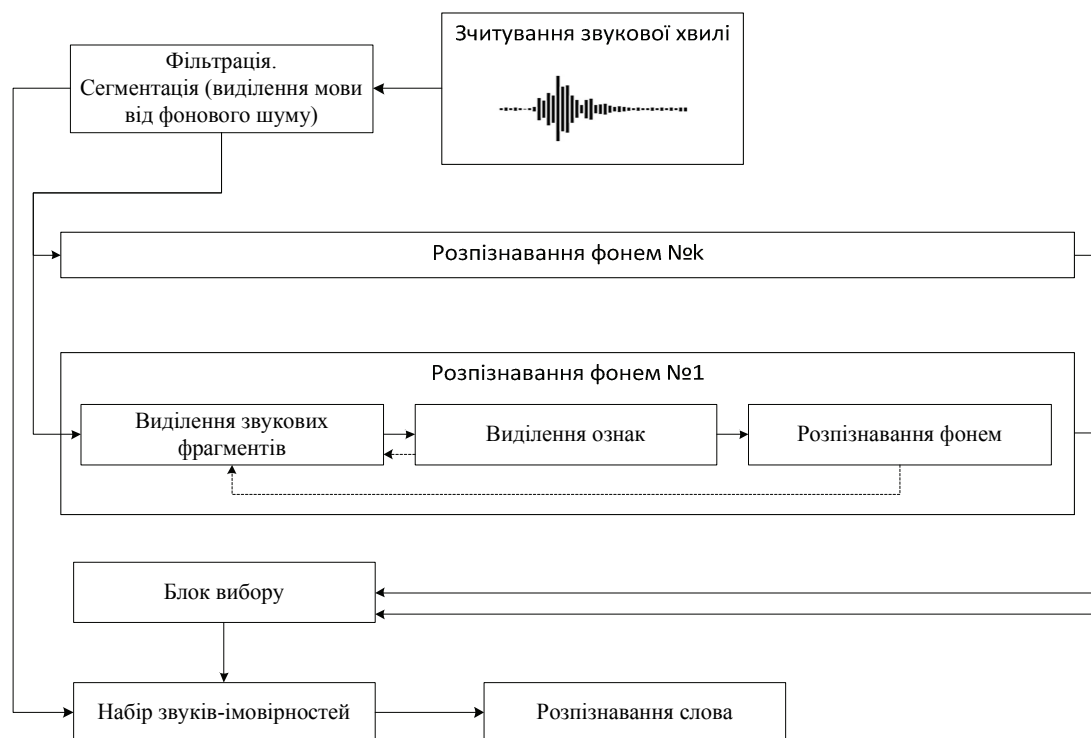 Зчитування звукової хвилі
Фільтрація.
Сегментація (виділення мови
від фонового шуму)
Розпізнавання фонем №k
Розпізнавання фонем №1
Виділення звукових
фрагментів
Виділення ознак
Розпізнавання фонем
Блок вибору
Набір звуків-імовірностей
Розпізнавання слова